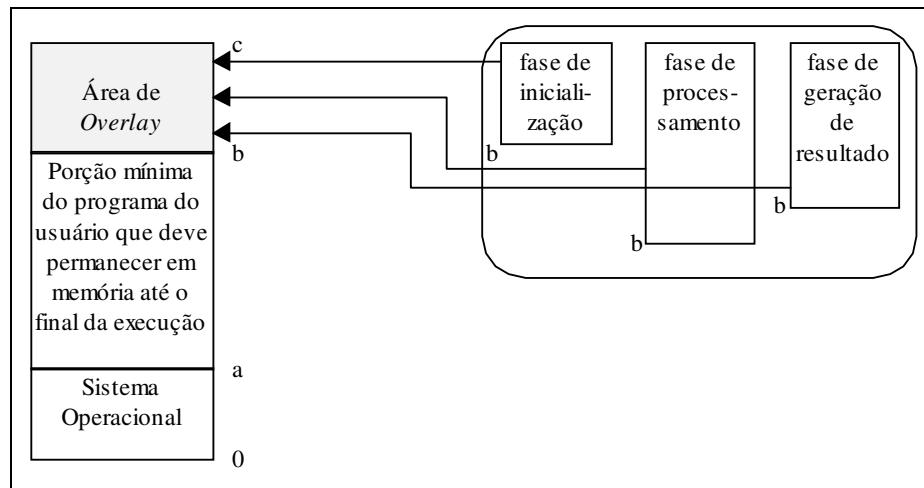 c
Área de
Overlay
b
Porção mínima
do programa do
usuário que deve
permanecer em
memória até o
final da execução
a
Sistema
Operacional
0
fase de
iniciali-
zação
b
fase de
proces-
samento
b
fase de
geração
de
resultado
b